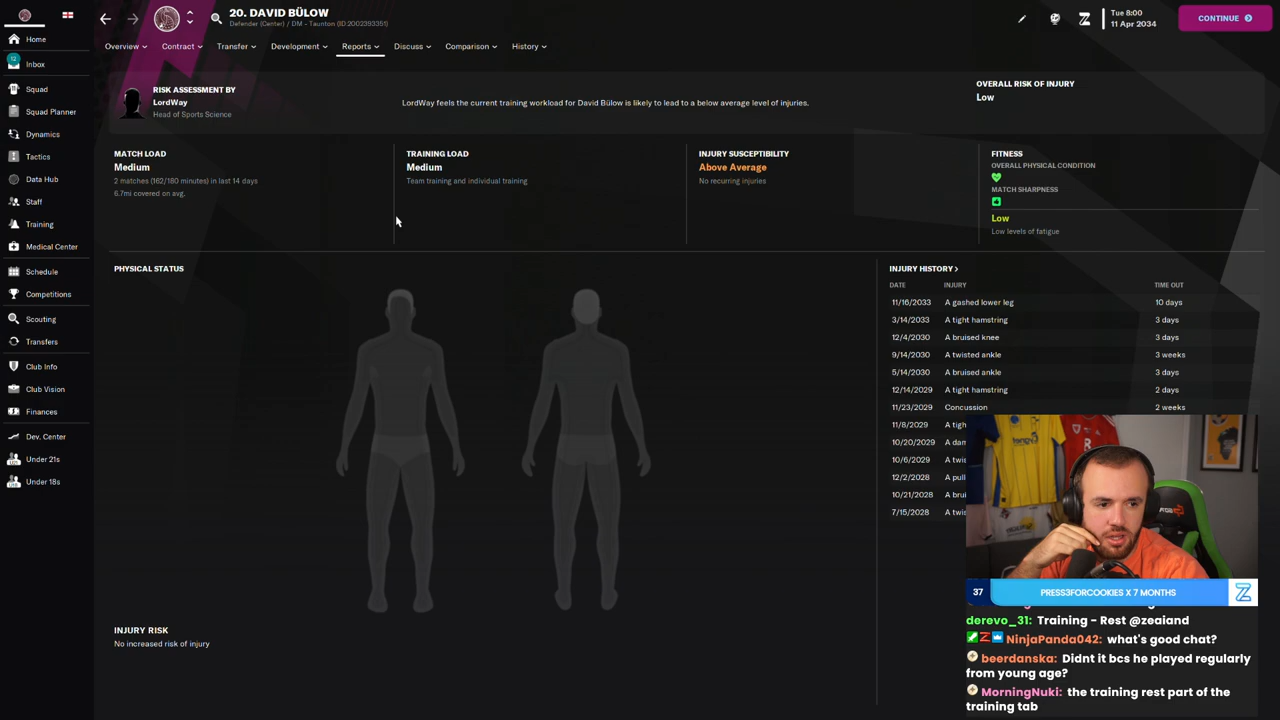 20. DAVID BÜLOW
Defender (Center) / DM - Taunton (ID:2002393351)
Tue 8:00
11 Apr 2034
CONTINUE
Overview
Contract
Transfer
Development
Reports
Discuss
Comparison
History
Home
12
Inbox
Squad
Squad Planner
Dynamics
Tactics
Data Hub
Staff
Training
Medical Center
Schedule
Competitions
Scouting
Transfers
Club Info
Club Vision
Finances
Dev. Center
Under 21s
Under 18s
RISK ASSESSMENT BY
LordWay
Head of Sports Science
LordWay feels the current training workload for David Bülow is likely to lead to a below average level of injuries.
OVERALL RISK OF INJURY
Low
MATCH LOAD
Medium
2 matches (162/180 minutes) in last 14 days
6.7mi covered on avg.
TRAINING LOAD
Medium
Team training and individual training
INJURY SUSCEPTIBILITY
Above Average
No recurring injuries
FITNESS
OVERALL PHYSICAL CONDITION
MATCH SHARPNESS
Low
Low levels of fatigue
PHYSICAL STATUS
INJURY RISK
No increased risk of injury
INJURY HISTORY >
DATE INJURY TIME OUT
11/16/2033 A gashed lower leg 10 days
3/14/2033 A tight hamstring 3 days
12/4/2030 A bruised knee 3 days
9/14/2030 A twisted ankle 3 weeks
5/14/2030 A bruised ankle 3 days
12/14/2029 A tight hamstring 2 days
11/23/2029 Concussion 2 weeks
11/8/2029 A tigh
10/20/2029 A dam
10/6/2029 A twis
12/2/2028 A pull
10/21/2028 A brui
7/15/2028 A twis
37 PRESS3FORCOOKIES X 7 MONTHS
derevo_31: Training - Rest @zealand
NinjaPanda042: what's good chat?
beerdanska: Didnt it bcs he played regularly
from young age?
MorningNuki: the training rest part of the
training tab